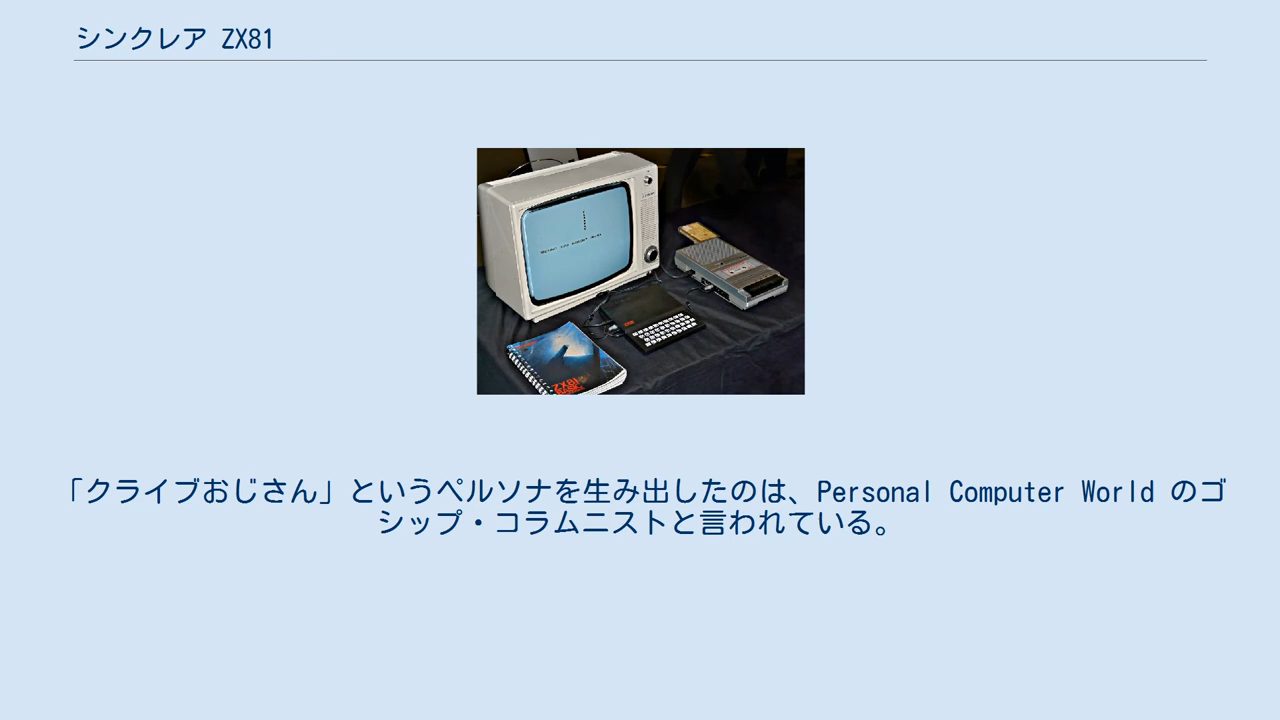 シンクレア ZX81
「クライブおじさん」というペルソナを生み出したのは、Personal Computer World のゴ
シップ・コラムニストと言われている。
ZX81
BASIC